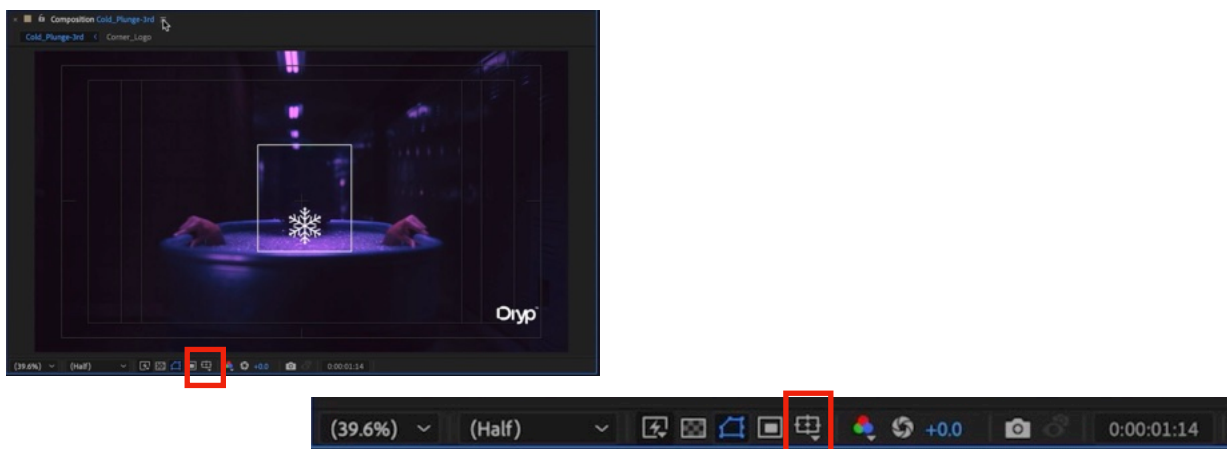 Composition Cold_Plunge-3rd
Cold_Plunge-3rd Corner_Logo
Dryp
(39.6%) (Half) +0.0 0:00:01:14
(39.6%) (Half) +0.0 0:00:01:14